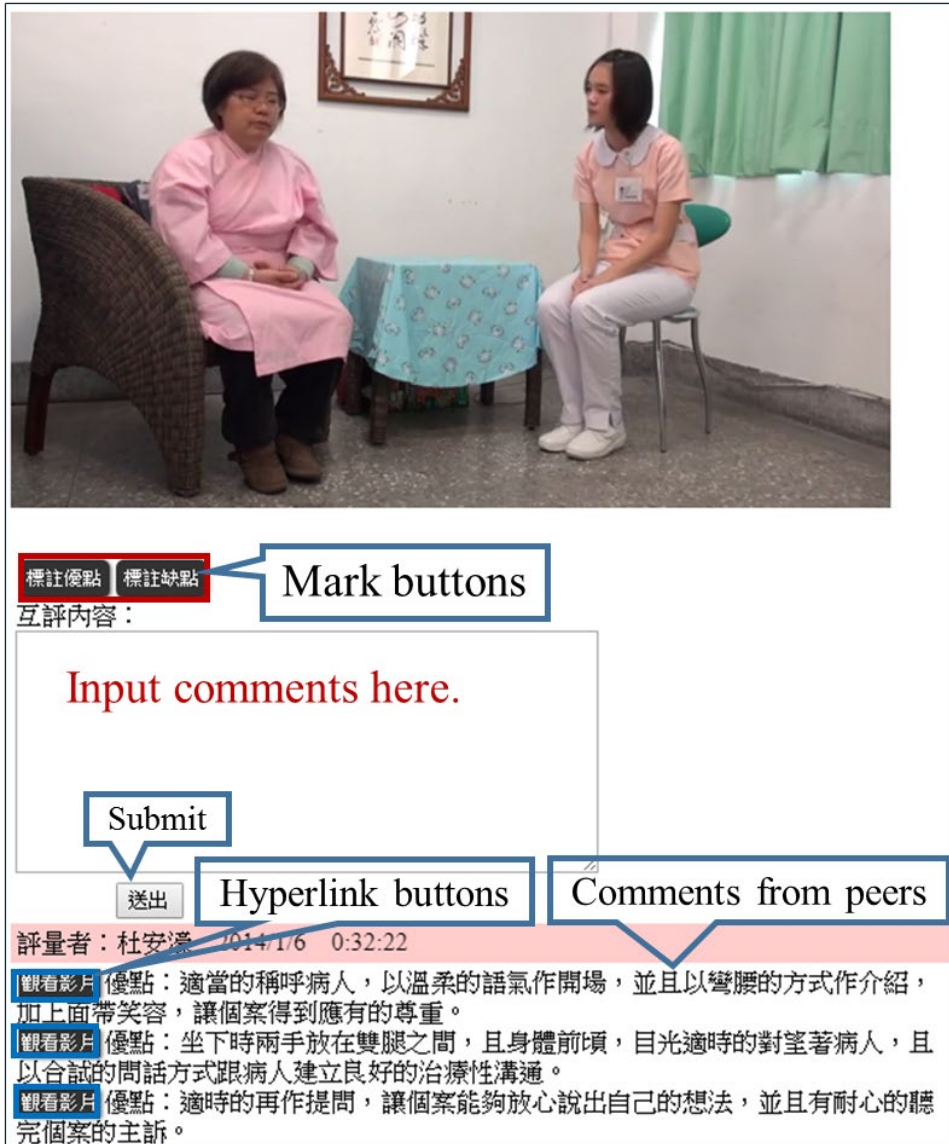 標註優點 標註缺點
Mark buttons
互評內容：
Input comments here.
Submit
送出
Hyperlink buttons
Comments from peers
評量者：杜安濠 2014/1/6 0:32:22
觀看影片 優點：適當的稱呼病人，以溫柔的語氣作開場，並且以彎腰的方式作介紹，
加上面帶笑容，讓個案得到應有的尊重。
觀看影片 優點：坐下時兩手放在雙腿之間，且身體前頃，目光適時的對望著病人，且
以合試的問話方式跟病人建立良好的治療性溝通。
觀看影片 優點：適時的再作提問，讓個案能夠放心說出自己的想法，並且有耐心的聽
完個案的主訴。